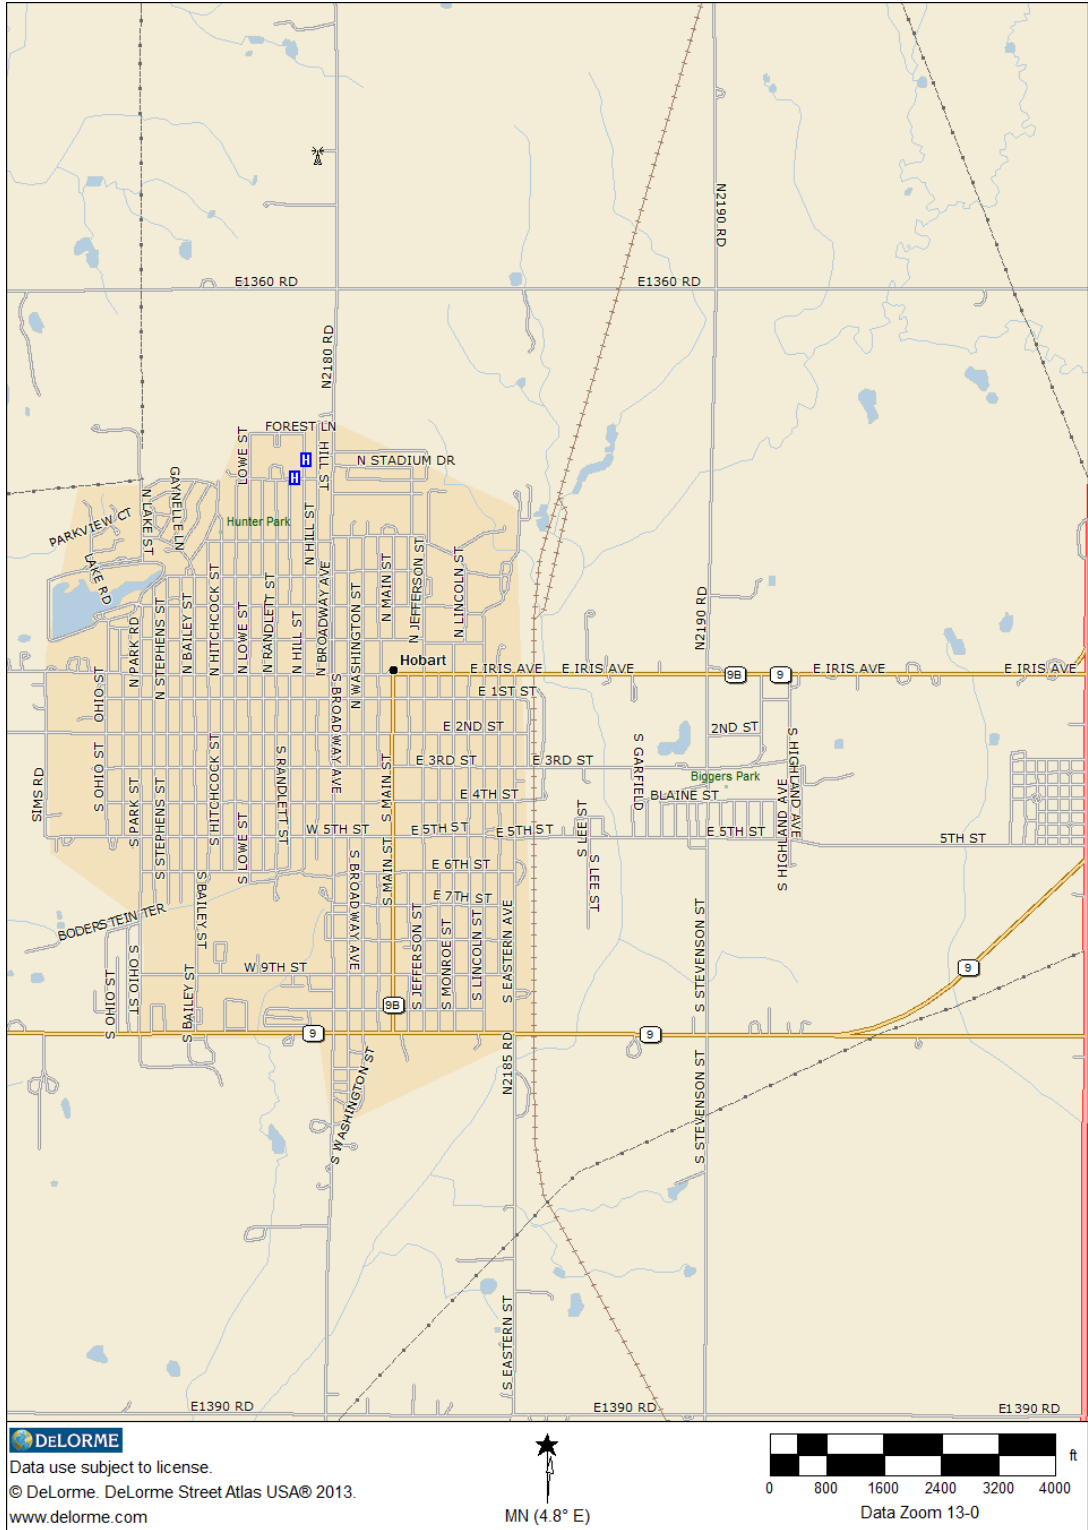 N2190 RD
E1360 RD
E1360 RD
N2180 RD
FOREST LN
LOWE ST
HILL ST
H
N STADIUM DR
H
GAYNELLE LN
N LAKE ST
PARKVIEW CT
Hunter Park
N HILL ST
LAKE RD
N HITCHCOCK ST
N BROADWAY AVE
N MAIN ST
N JEFFERSON ST
N LINCOLN ST
N STEPHENS ST
N BAILEY ST
N LOWE ST
N RANDLETT ST
N HILL ST
N WASHINGTON ST
N PARK RD
N2190 RD
Hobart
E IRIS AVE
E IRIS AVE
9B
9
E IRIS AVE
E IRIS AVE
S OHIO ST
S BROADWAY AVE
E 1ST ST
E 2ND ST
2ND ST
S OHIO ST
S HITCHCOCK ST
S RANDLETT ST
S MAIN ST
E 3RD ST
E 3RD ST
S GARFIELD
S HIGHLAND AVE
Biggers Park
SIMS RD
S PARK ST
S STEPHENS ST
E 4TH ST
BLAINE ST
S LOWE ST
W 5TH ST
E 5TH ST
E 5TH ST
S LEE ST
E 5TH ST
S HIGHLAND AVE
5TH ST
S MAIN ST
E 6TH ST
S LEE ST
S BAILEY ST
S BROADWAY AVE
E 7TH ST
BODERSTEIN TER
S JEFFERSON ST
S MONROE ST
S LINCOLN ST
S EASTERN AVE
S STEVENSON ST
W 9TH ST
9
S OHIO ST
S OHIO ST
S BAILEY ST
9B
9
9
N2185 RD
S WASHINGTON ST
S STEVENSON ST
S EASTERN ST
E1390 RD
E1390 RD
E1390 RD
DELORME
Data use subject to license.
© DeLorme. DeLorme Street Atlas USA® 2013.
www.delorme.com
MN (4.8° E)
ft
0 800 1600 2400 3200 4000
Data Zoom 13-0